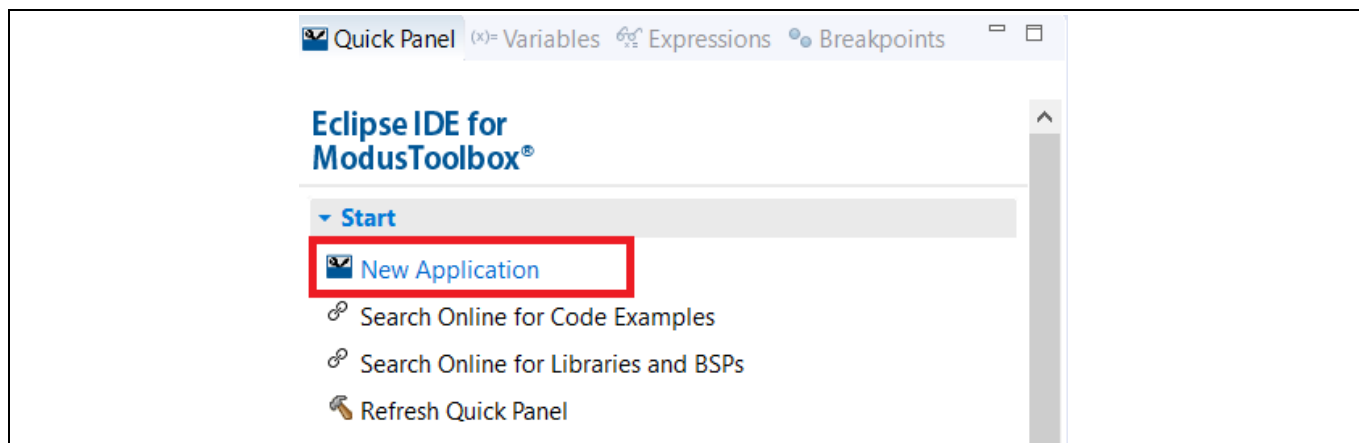 Quick Panel (x)= Variables Expressions Breakpoints
Eclipse IDE for
ModusToolbox®
Start
New Application
Search Online for Code Examples
Search Online for Libraries and BSPs
Refresh Quick Panel